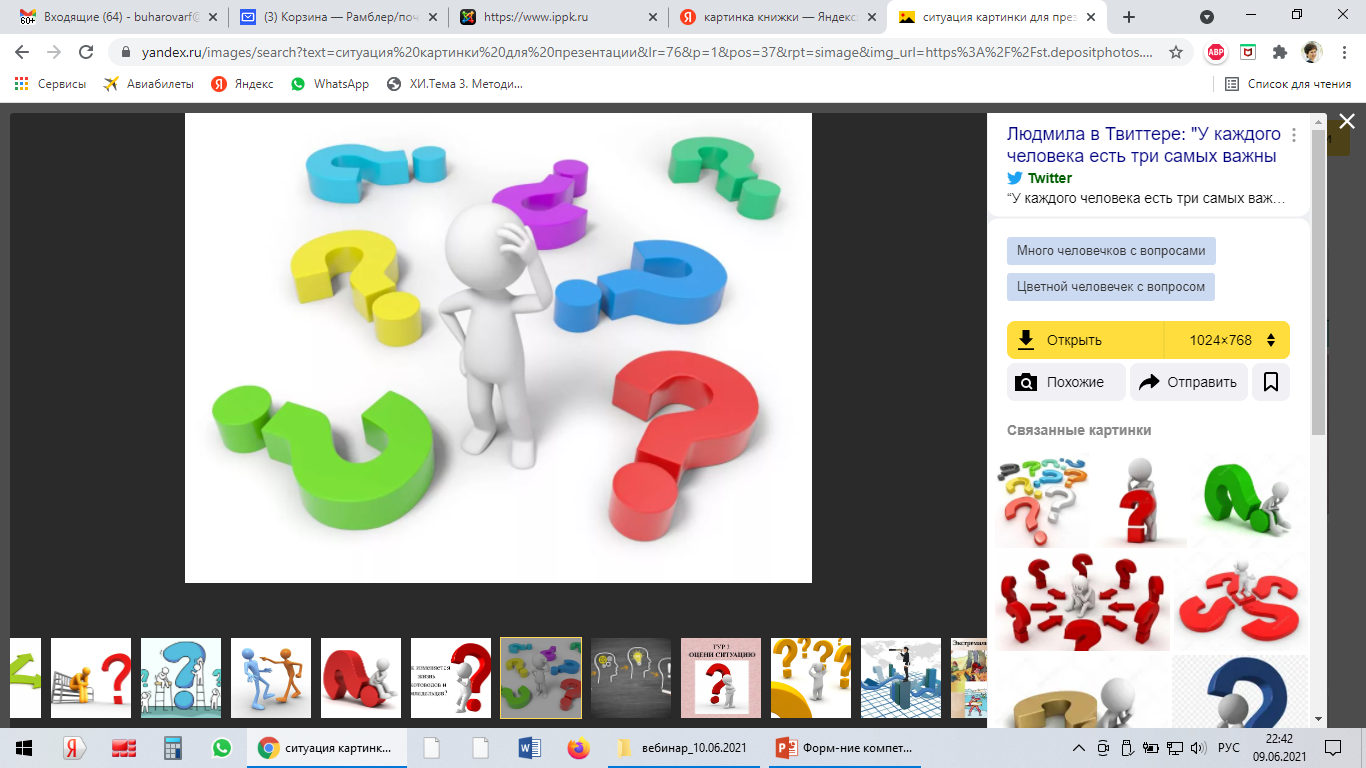 Входящие (64) - buharovarf@
(3) Корзина — Рамблер/поч
https://www.ippk.ru
картинка книжки — Яндекс
ситуация картинки для през
yandex.ru/images/search?text=ситуация%20картинки%20для%20презентации&lr=76&p=1&pos=37&rpt=simage&img_url=https%3A%2F%2Fst.depositphotos....
ABP
Сервисы
Авиабилеты
Яндекс
WhatsApp
ХИ.Тема 3. Методи...
Список для чтения
Людмила в Твиттере: "У каждого
человека есть три самых важны
Twitter
“У каждого человека есть три самых важ…
Много человечков с вопросами
Цветной человечек с вопросом
Открыть
1024×768
Похожие
Отправить
Связанные картинки
к изменяется
жизнь
ТУР 2
ОЦЕНИ СИТУАЦИЮ
ситуация картинк...
вебинар_10.06.2021
Форм-ние компет...
РУС
22:42
09.06.2021